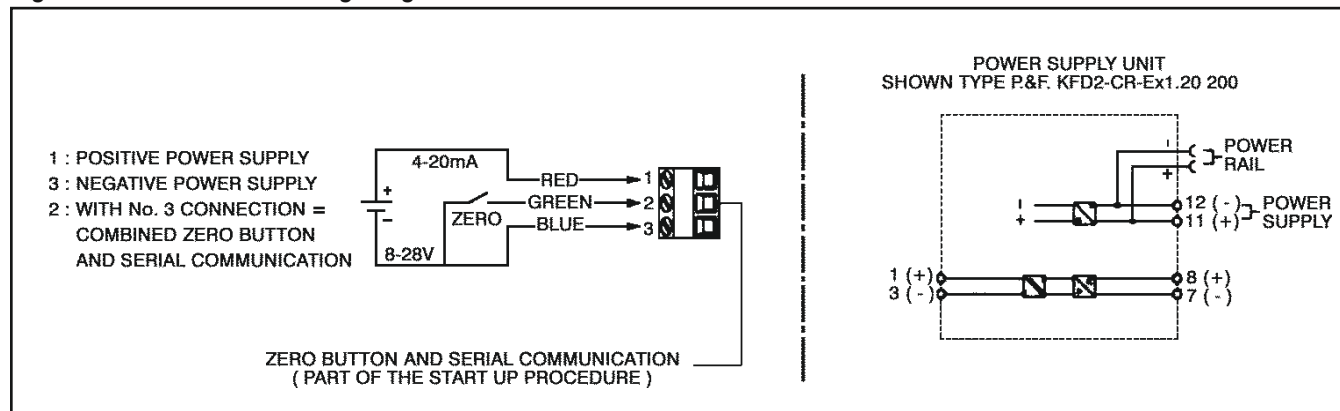 1 : POSITIVE POWER SUPPLY
3 : NEGATIVE POWER SUPPLY
2 : WITH No. 3 CONNECTION =
COMBINED ZERO BUTTON
AND SERIAL COMMUNICATION
+
−
4-20mA
8-28V
ZERO
RED
GREEN
BLUE
1
2
3
ZERO BUTTON AND SERIAL COMMUNICATION
( PART OF THE START UP PROCEDURE )
POWER SUPPLY UNIT
SHOWN TYPE P.&F. KFD2-CR-Ex1.20 200
-
+
POWER
RAIL
-
+
12 (-)
11 (+)
POWER
SUPPLY
1 (+)
3 (-)
8 (+)
7 (-)